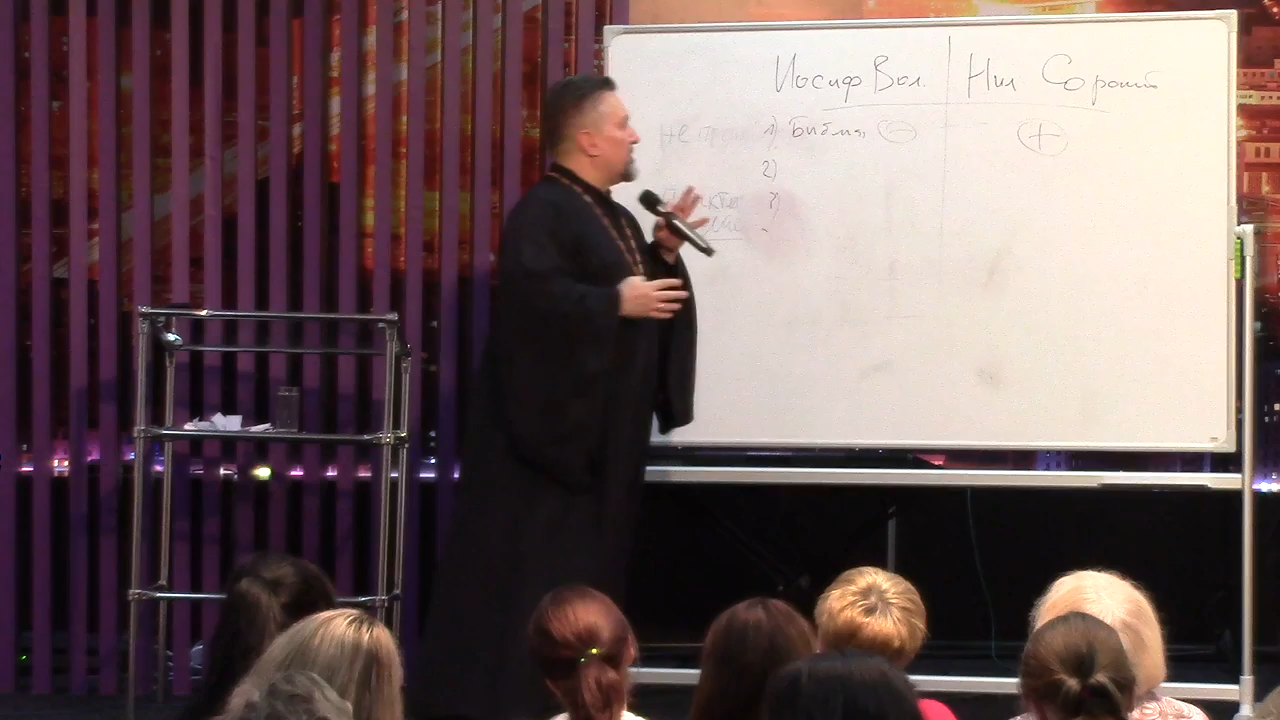 Иосиф Вол. Нил Сорский
1) Библия ⊖ ⊕
2)
3)